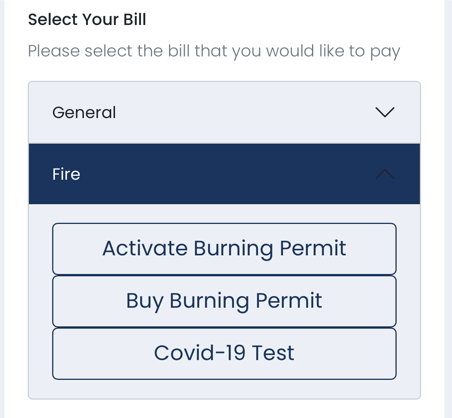 Select Your Bill
Please select the bill that you would like to pay
General
Fire
Activate Burning Permit
Buy Burning Permit
Covid-19 Test